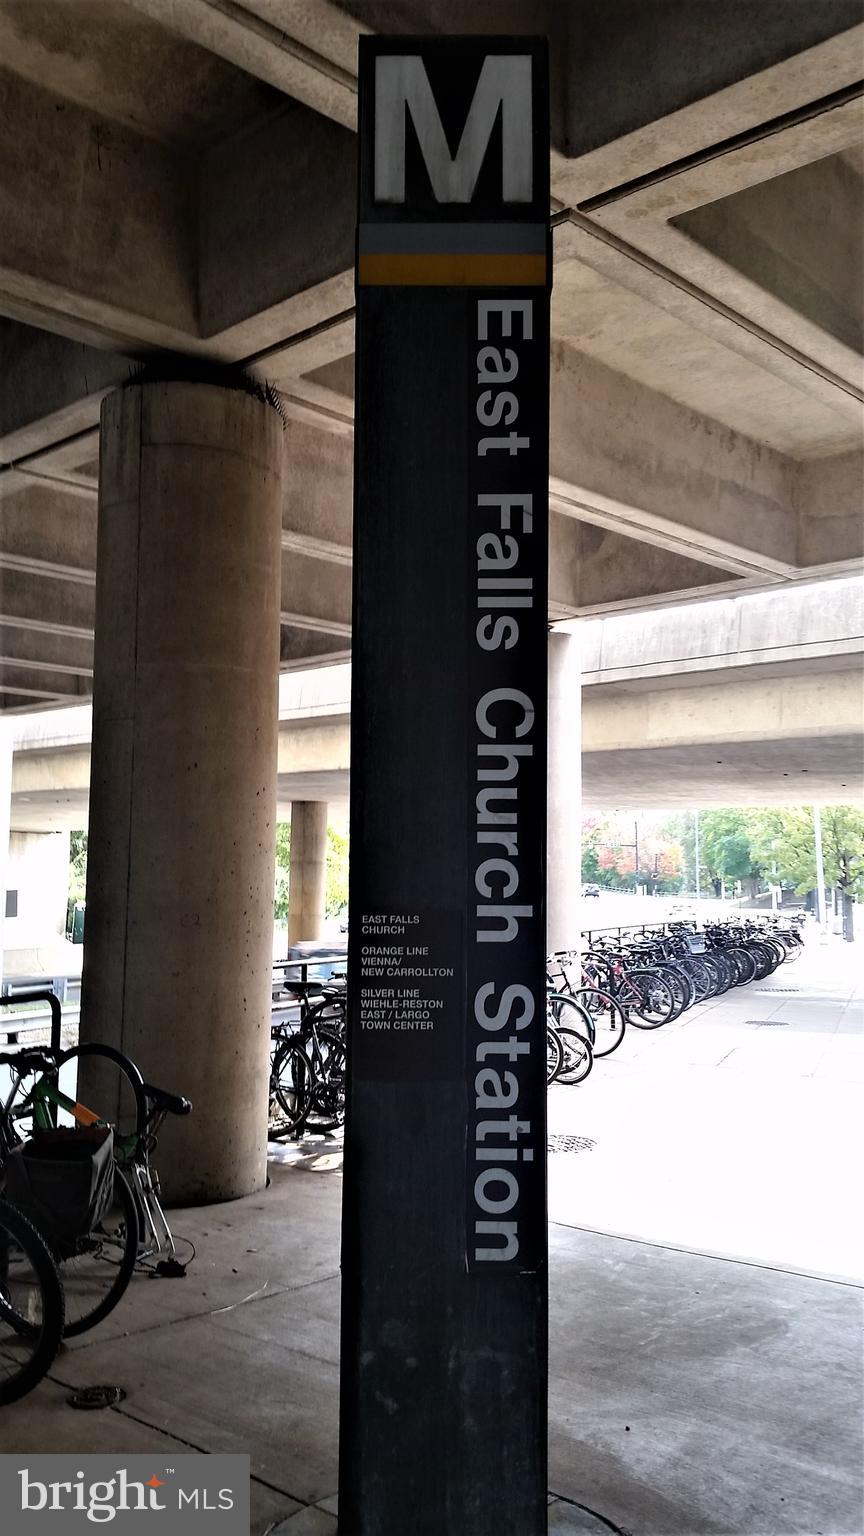 M
East Falls Church Station
EAST FALLS
CHURCH
ORANGE LINE
VIENNA/
NEW CARROLLTON
SILVER LINE
WIEHLE-RESTON
EAST / LARGO
TOWN CENTER
bright™ MLS